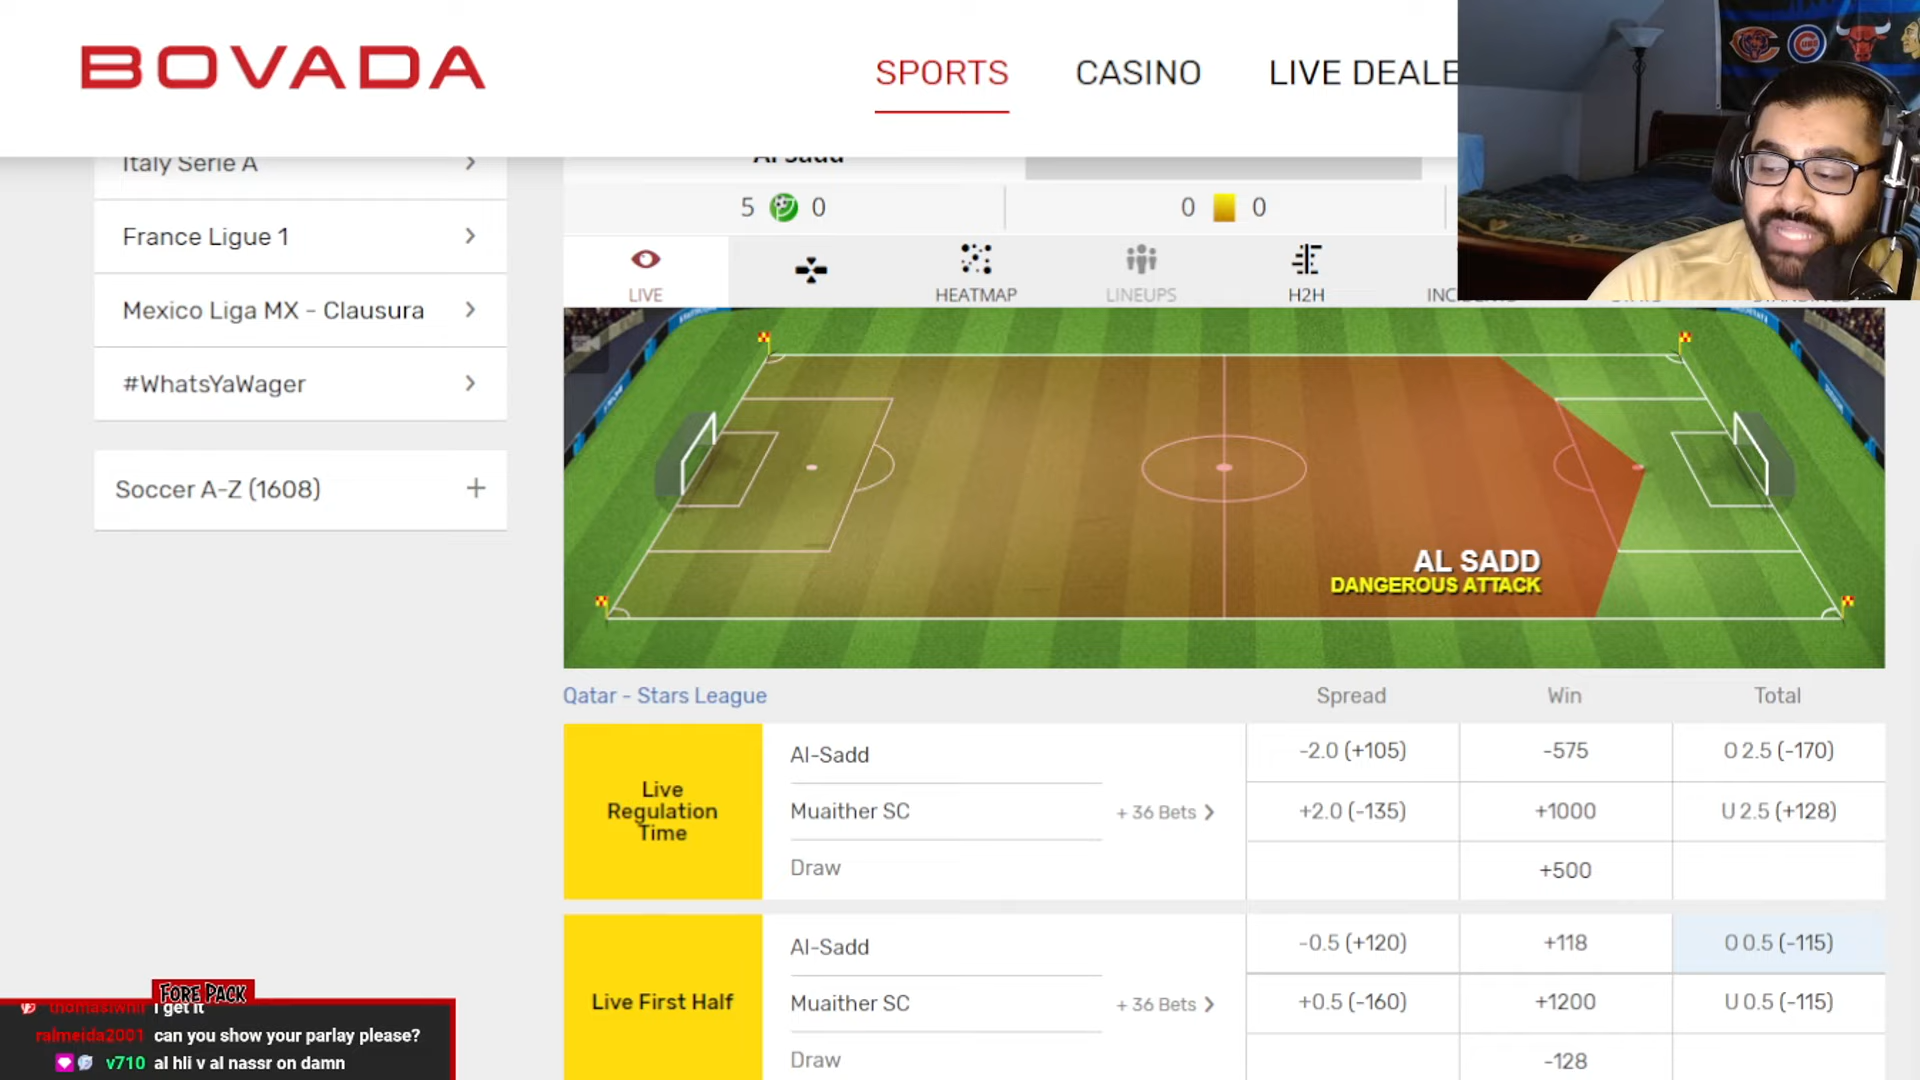 BOVADA
SPORTS
CASINO
LIVE DEALE
Italy Serie A
France Ligue 1
Mexico Liga MX - Clausura
#WhatsYaWager
Soccer A-Z (1608)
+
Al Sadd
5 0
0 0
LIVE
HEATMAP
LINEUPS
H2H
AL SADD
DANGEROUS ATTACK
Qatar - Stars League
Spread
Win
Total
Live
Regulation
Time
Al-Sadd
Muaither SC
Draw
+ 36 Bets
-2.0 (+105)
-575
O 2.5 (-170)
+2.0 (-135)
+1000
U 2.5 (+128)
+500
Live First Half
Al-Sadd
Muaither SC
Draw
+ 36 Bets
-0.5 (+120)
+118
O 0.5 (-115)
+0.5 (-160)
+1200
U 0.5 (-115)
-128
FORE PACK
I get it
ralmeida2001 can you show your parlay please?
v710 al hli v al nassr on damn